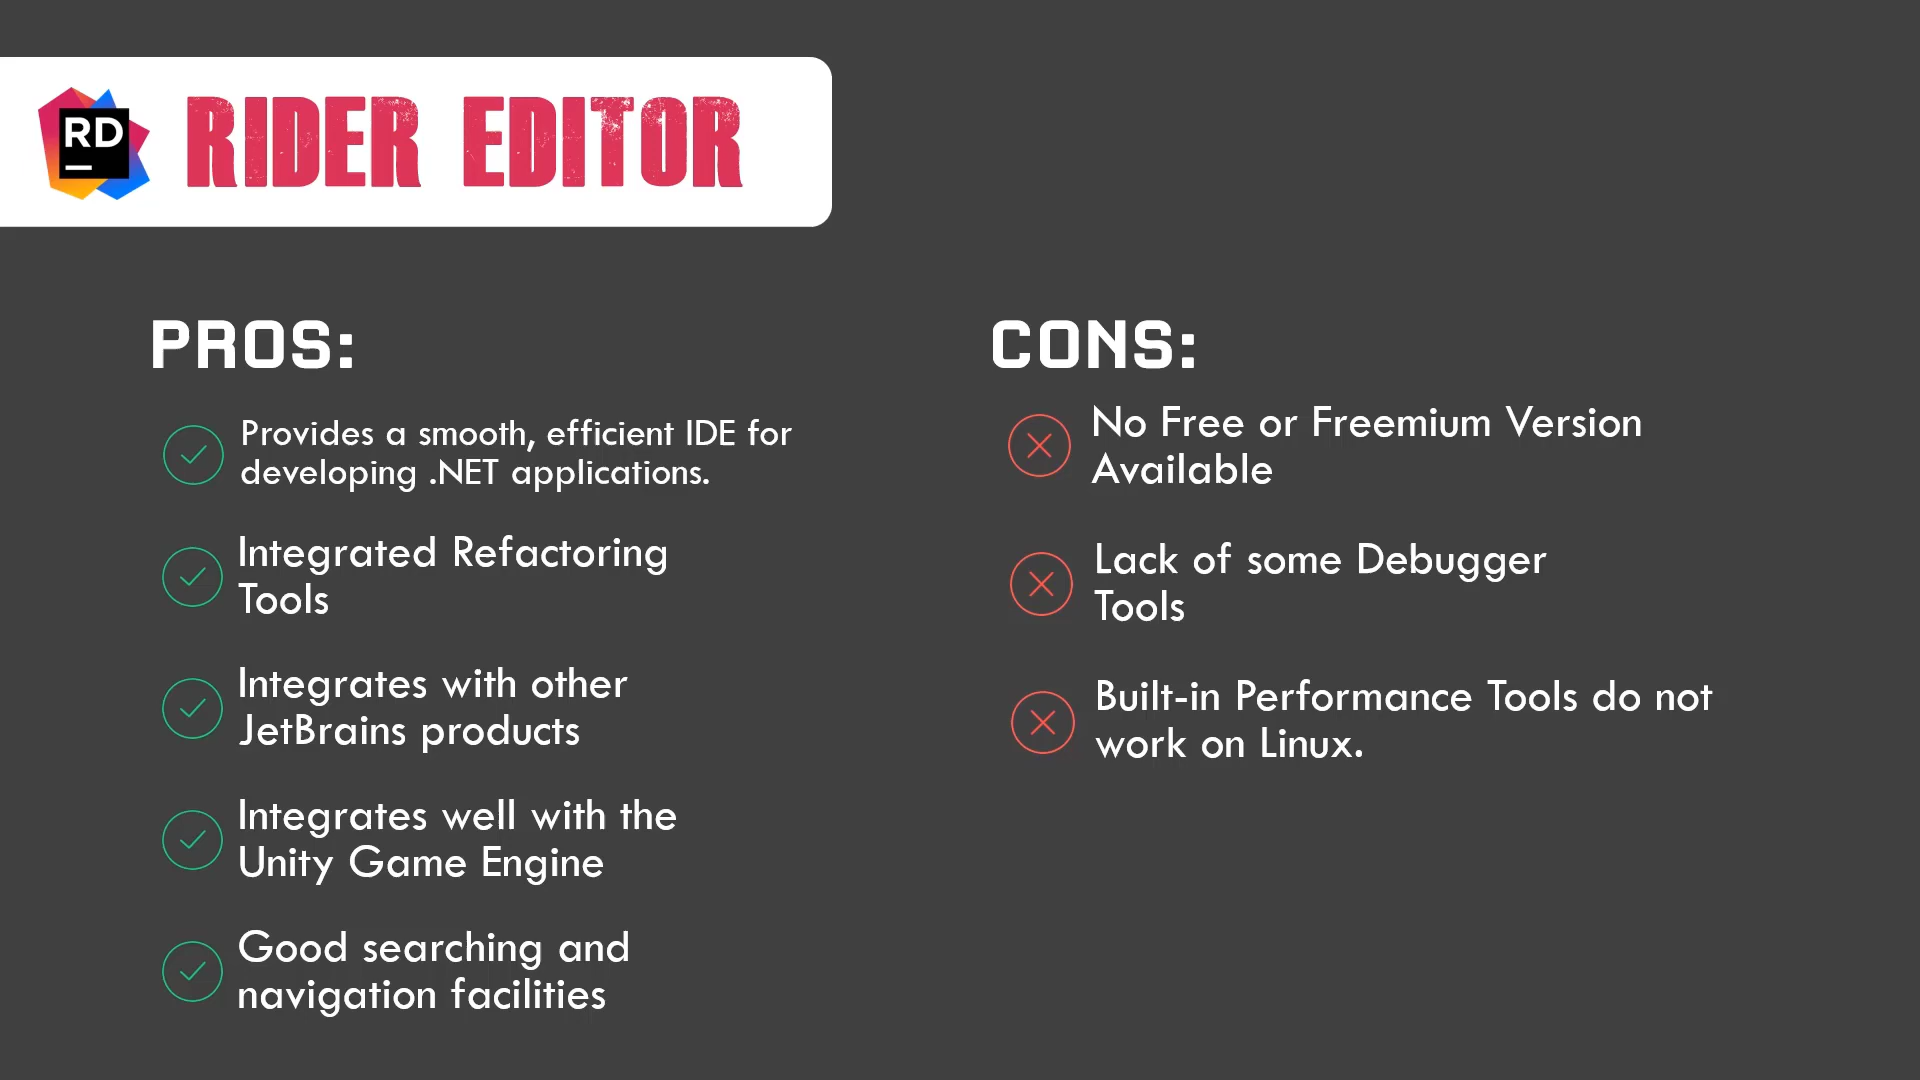 RD
RIDER EDITOR
PROS:
Provides a smooth, efficient IDE for
developing .NET applications.
Integrated Refactoring
Tools
Integrates with other
JetBrains products
Integrates well with the
Unity Game Engine
Good searching and
navigation facilities
CONS:
No Free or Freemium Version
Available
Lack of some Debugger
Tools
Built-in Performance Tools do not
work on Linux.